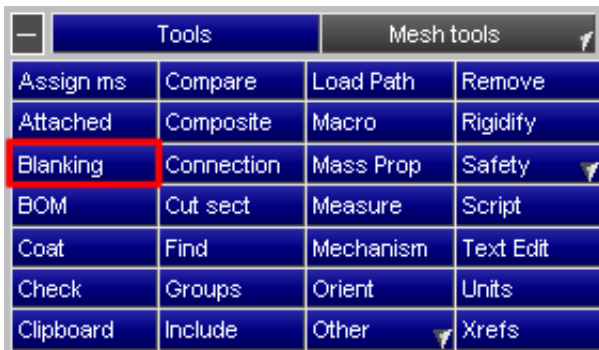 Tools Mesh tools
Assign ms Compare Load Path Remove
Attached Composite Macro Rigidify
Blanking Connection Mass Prop Safety
BOM Cut sect Measure Script
Coat Find Mechanism Text Edit
Check Groups Orient Units
Clipboard Include Other Xrefs